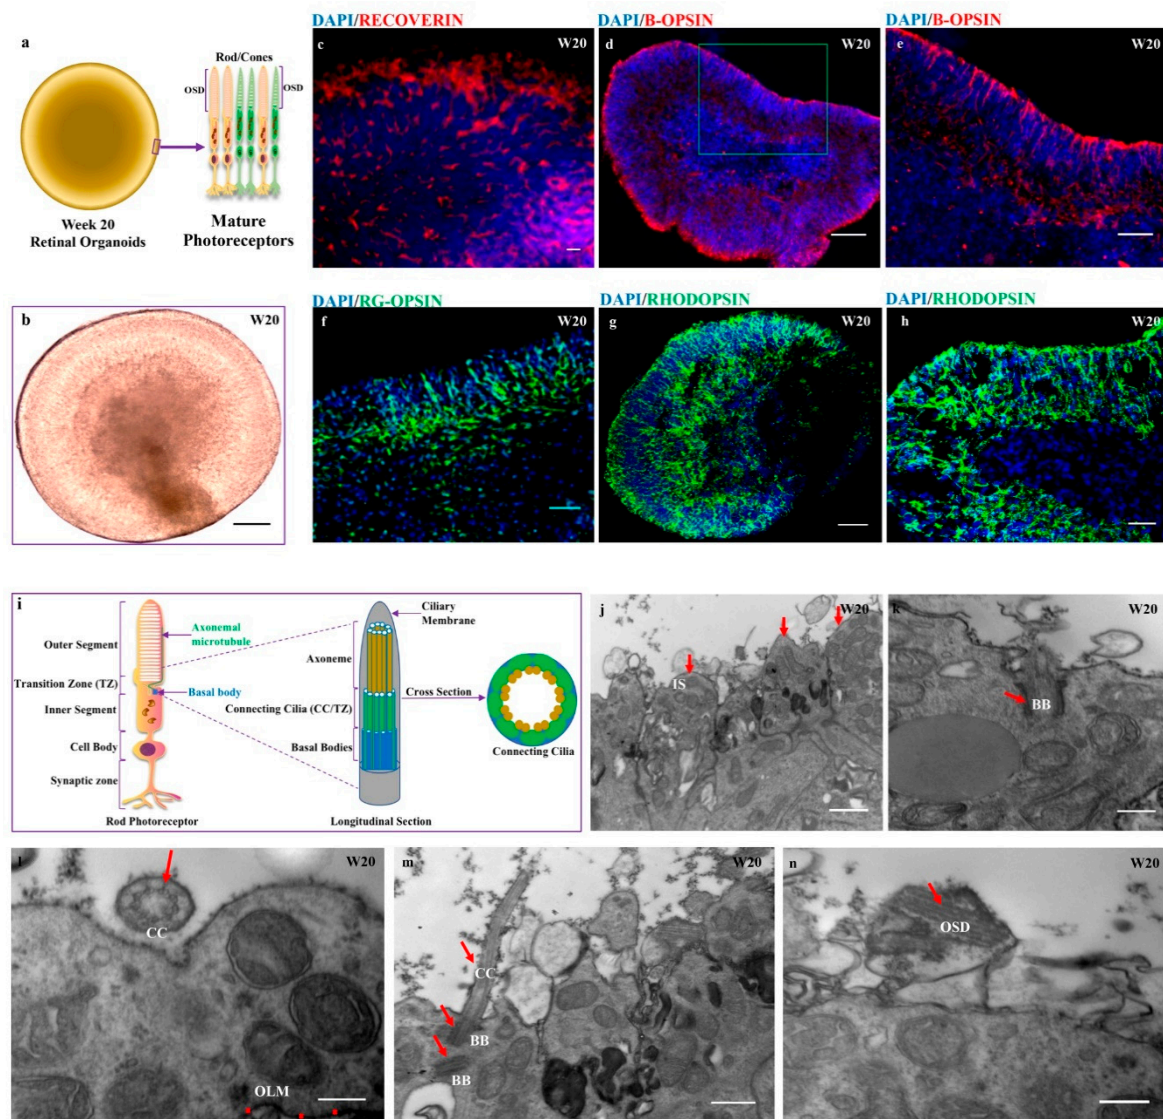 a
Rod/Cones
OSD
OSD
Week 20
Retinal Organoids
Mature
Photoreceptors
DAPI/RECOVERIN
c
W20
DAPI/B-OPSIN
d
W20
DAPI/B-OPSIN
e
W20
b
W20
DAPI/RG-OPSIN
f
W20
DAPI/RHODOPSIN
g
W20
DAPI/RHODOPSIN
h
W20
i
Outer Segment
Axonemal
microtubule
Transition Zone (TZ)
Basal body
Inner Segment
Cell Body
Synaptic zone
Rod Photoreceptor
Ciliary
Membrane
Axoneme
Connecting Cilia (CC/TZ)
Basal Bodies
Longitudinal Section
Cross Section
Connecting Cilia
j
W20
IS
k
W20
BB
l
W20
CC
OLM
m
W20
CC
BB
BB
n
W20
OSD